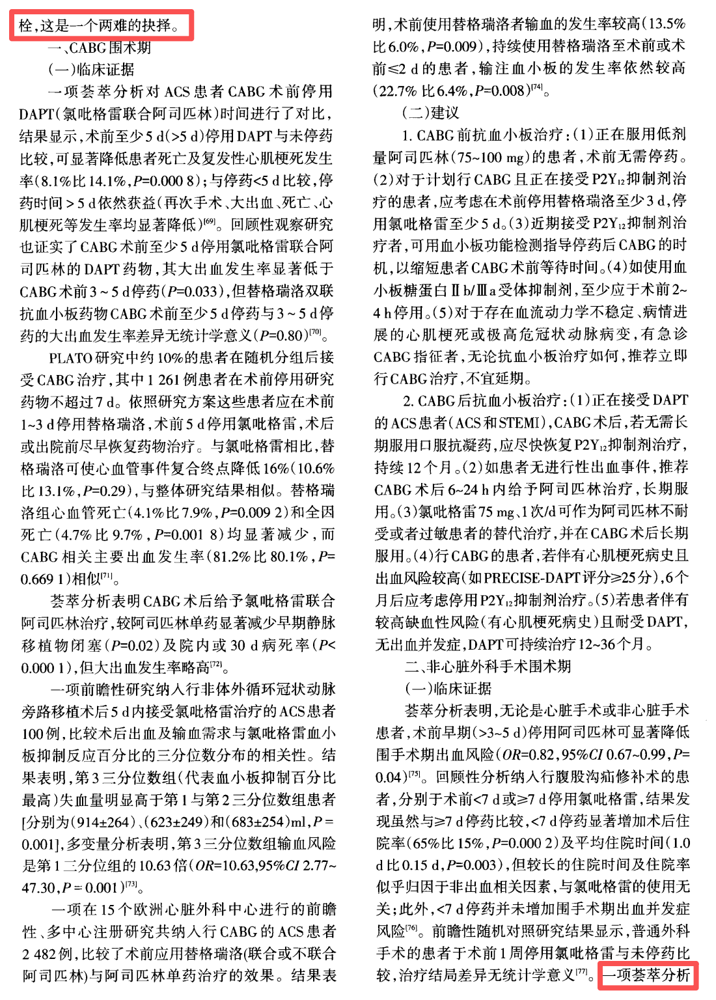 栓,这是一个两难的抉择。
一、CABG围术期
(一)临床证据
一项荟萃分析对ACS患者CABG术前停用
DAPT(氯吡格雷联合阿司匹林)时间进行了对比,
结果显示,术前至少5 d(>5 d)停用DAPT与未停药
比较,可显著降低患者死亡及复发性心肌梗死发生
率(8.1%比14.1%,P=0.000 8);与停药<5 d比较,停
药时间>5 d依然获益(再次手术、大出血、死亡、心
肌梗死等发生率均显著降低)[69]。回顾性观察研究
也证实了CABG术前至少5 d停用氯吡格雷联合阿
司匹林的DAPT药物,其大出血发生率显著低于
CABG术前3~5 d停药(P=0.033),但替格瑞洛双联
抗血小板药物CABG术前至少5 d停药与3~5 d停
药的大出血发生率差异无统计学意义(P=0.80)[70]。
PLATO研究中约10%的患者在随机分组后接
受CABG治疗,其中1 261例患者在术前停用研究
药物不超过7 d。依照研究方案这些患者应在术前
1~3 d停用替格瑞洛,术前5 d停用氯吡格雷,术后
或出院前尽早恢复药物治疗。与氯吡格雷相比,替
格瑞洛可使心血管事件复合终点降低16%(10.6%
比13.1%,P=0.29),与整体研究结果相似。替格瑞
洛组心血管死亡(4.1%比7.9%,P=0.009 2)和全因
死亡(4.7%比9.7%,P=0.001 8)均显著减少,而
CABG相关主要出血发生率(81.2%比80.1%,P=
0.669 1)相似[71]。
荟萃分析表明CABG术后给予氯吡格雷联合
阿司匹林治疗,较阿司匹林单药显著减少早期静脉
移植物闭塞(P=0.02)及院内或30 d病死率(P<
0.000 1),但大出血发生率略高[72]。
一项前瞻性研究纳入行非体外循环冠状动脉
旁路移植术后5 d内接受氯吡格雷治疗的ACS患者
100例,比较术后出血及输血需求与氯吡格雷血小
板抑制反应百分比的三分位数分布的相关性。结
果表明,第3三分位数组(代表血小板抑制百分比
最高)失血量明显高于第1与第2三分位数组患者
[分别为(914±264)、(623±249)和(683±254)ml,P=
0.001],多变量分析表明,第3三分位数组输血风险
是第1三分位组的10.63倍(OR=10.63,95%CI 2.77~
47.30,P=0.001)[73]。
一项在15个欧洲心脏外科中心进行的前瞻
性、多中心注册研究共纳入行CABG的ACS患者
2 482例,比较了术前应用替格瑞洛(联合或不联合
阿司匹林)与阿司匹林单药治疗的效果。结果表
明,术前使用替格瑞洛者输血的发生率较高(13.5%
比6.0%,P=0.009),持续使用替格瑞洛至术前或术
前≤2 d的患者,输注血小板的发生率依然较高
(22.7%比6.4%,P=0.008)[74]。
(二)建议
1. CABG前抗血小板治疗:(1)正在服用低剂
量阿司匹林(75~100 mg)的患者,术前无需停药。
(2)对于计划行CABG且正在接受P2Y12抑制剂治
疗的患者,应考虑在术前停用替格瑞洛至少3 d,停
用氯吡格雷至少5 d。(3)近期接受P2Y12抑制剂治
疗者,可用血小板功能检测指导停药后CABG的时
机,以缩短患者CABG术前等待时间。(4)如使用血
小板糖蛋白Ⅱb/Ⅲa受体抑制剂,至少应于术前2~
4 h停用。(5)对于存在血流动力学不稳定、病情进
展的心肌梗死或极高危冠状动脉病变,有急诊
CABG指征者,无论抗血小板治疗如何,推荐立即
行CABG治疗,不宜延期。
2. CABG后抗血小板治疗:(1)正在接受DAPT
的ACS患者(ACS和STEMI),CABG术后,若无需长
期服用口服抗凝药,应尽快恢复P2Y12抑制剂治疗,
持续12个月。(2)如患者无进行性出血事件,推荐
CABG术后6~24 h内给予阿司匹林治疗,长期服
用。(3)氯吡格雷75 mg、1次/d可作为阿司匹林不耐
受或者过敏患者的替代治疗,并在CABG术后长期
服用。(4)行CABG的患者,若伴有心肌梗死病史且
出血风险较高(如PRECISE-DAPT评分≥25分),6个
月后应考虑停用P2Y12抑制剂治疗。(5)若患者伴有
较高缺血性风险(有心肌梗死病史)且耐受DAPT,
无出血并发症,DAPT可持续治疗12~36个月。
二、非心脏外科手术围术期
(一)临床证据
荟萃分析表明,无论是心脏手术或非心脏手术
患者,术前早期(>3~5 d)停用阿司匹林可显著降低
围手术期出血风险(OR=0.82,95%CI 0.67~0.99,P=
0.04)[75]。回顾性分析纳入行腹股沟疝修补术的患
者,分别于术前<7 d或≥7 d停用氯吡格雷,结果发
现虽然与≥7 d停药比较,<7 d停药显著增加术后住
院率(65%比15%,P=0.000 2)及平均住院时间(1.0
d比0.15 d,P=0.003),但较长的住院时间及住院率
似乎归因于非出血相关因素,与氯吡格雷的使用无
关;此外,<7 d停药并未增加围手术期出血并发症
风险[76]。前瞻性随机对照研究结果显示,普通外科
手术的患者于术前1周停用氯吡格雷与未停药比
较,治疗结局差异无统计学意义[77]。一项荟萃分析